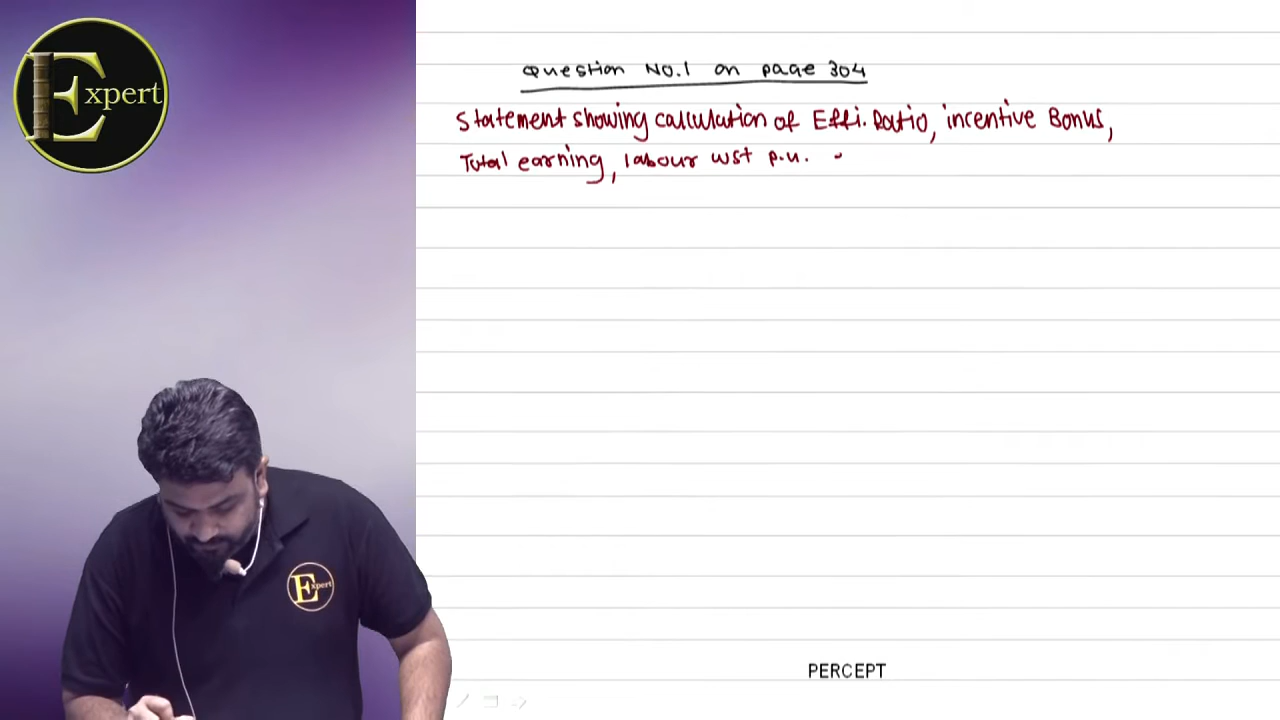 Expert
Question No.1 on page 304
Statement showing calculation of Effi. Ratio, incentive Bonus,
Total earning, labour cost p.u.
Expert
PERCEPT